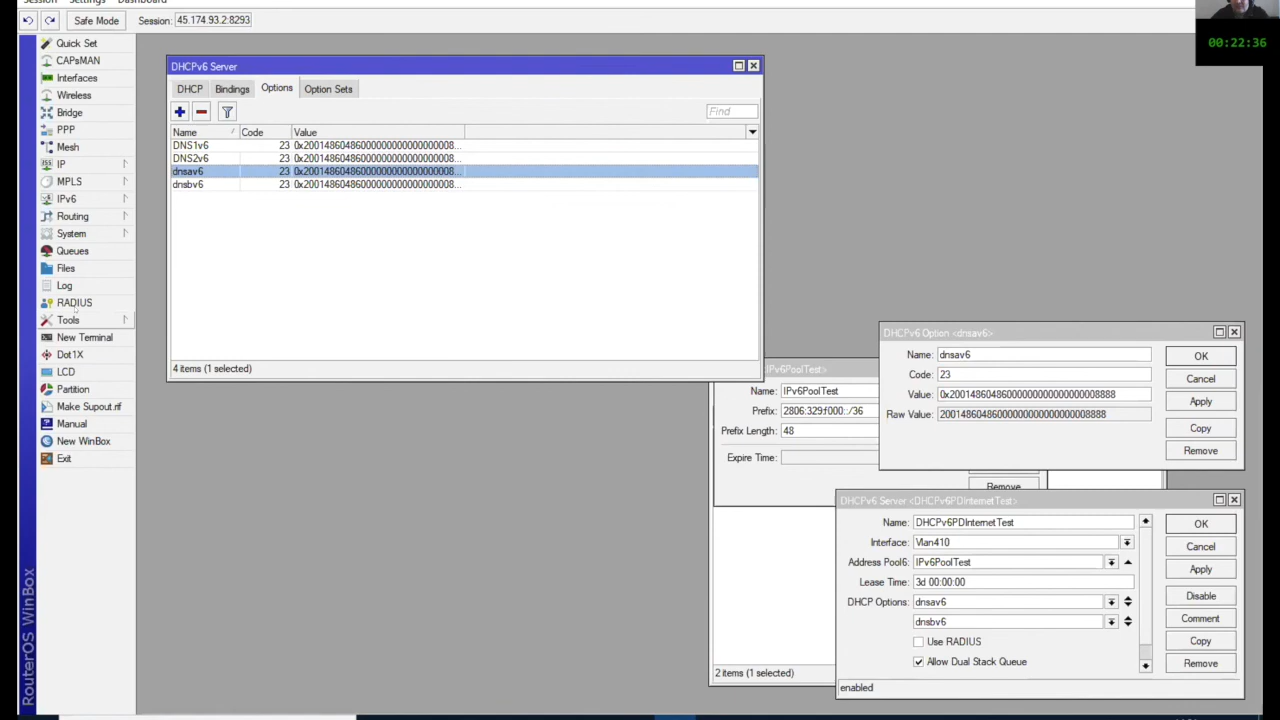 Session Settings Dashboard
Safe Mode Session: 45.174.93.2:8293
00:22:36
Quick Set
CAPsMAN
Interfaces
Wireless
Bridge
PPP
Mesh
IP
MPLS
IPv6
Routing
System
Queues
Files
Log
RADIUS
Tools
New Terminal
Dot1X
LCD
Partition
Make Supout.rif
Manual
New WinBox
Exit
RouterOS WinBox
DHCPv6 Server
DHCP Bindings Options Option Sets
Find
Name Code Value
DNS1v6 23 0x20014860486000000000000000008...
DNS2v6 23 0x20014860486000000000000000008...
dnsav6 23 0x20014860486000000000000000008...
dnsbv6 23 0x20014860486000000000000000008...
4 items (1 selected)
<IPv6PoolTest>
Name: IPv6PoolTest
Prefix: 2806:329:f000::/36
Prefix Length: 48
Expire Time:
Remove
2 items (1 selected)
DHCPv6 Option <dnsav6>
Name: dnsav6
Code: 23
Value: 0x20014860486000000000000000008888
Raw Value: 20014860486000000000000000008888
OK
Cancel
Apply
Copy
Remove
DHCPv6 Server <DHCPv6PDInternetTest>
Name: DHCPv6PDInternetTest
Interface: Vlan410
Address Pool6: IPv6PoolTest
Lease Time: 3d 00:00:00
DHCP Options: dnsav6
dnsbv6
Use RADIUS
Allow Dual Stack Queue
enabled
OK
Cancel
Apply
Disable
Comment
Copy
Remove